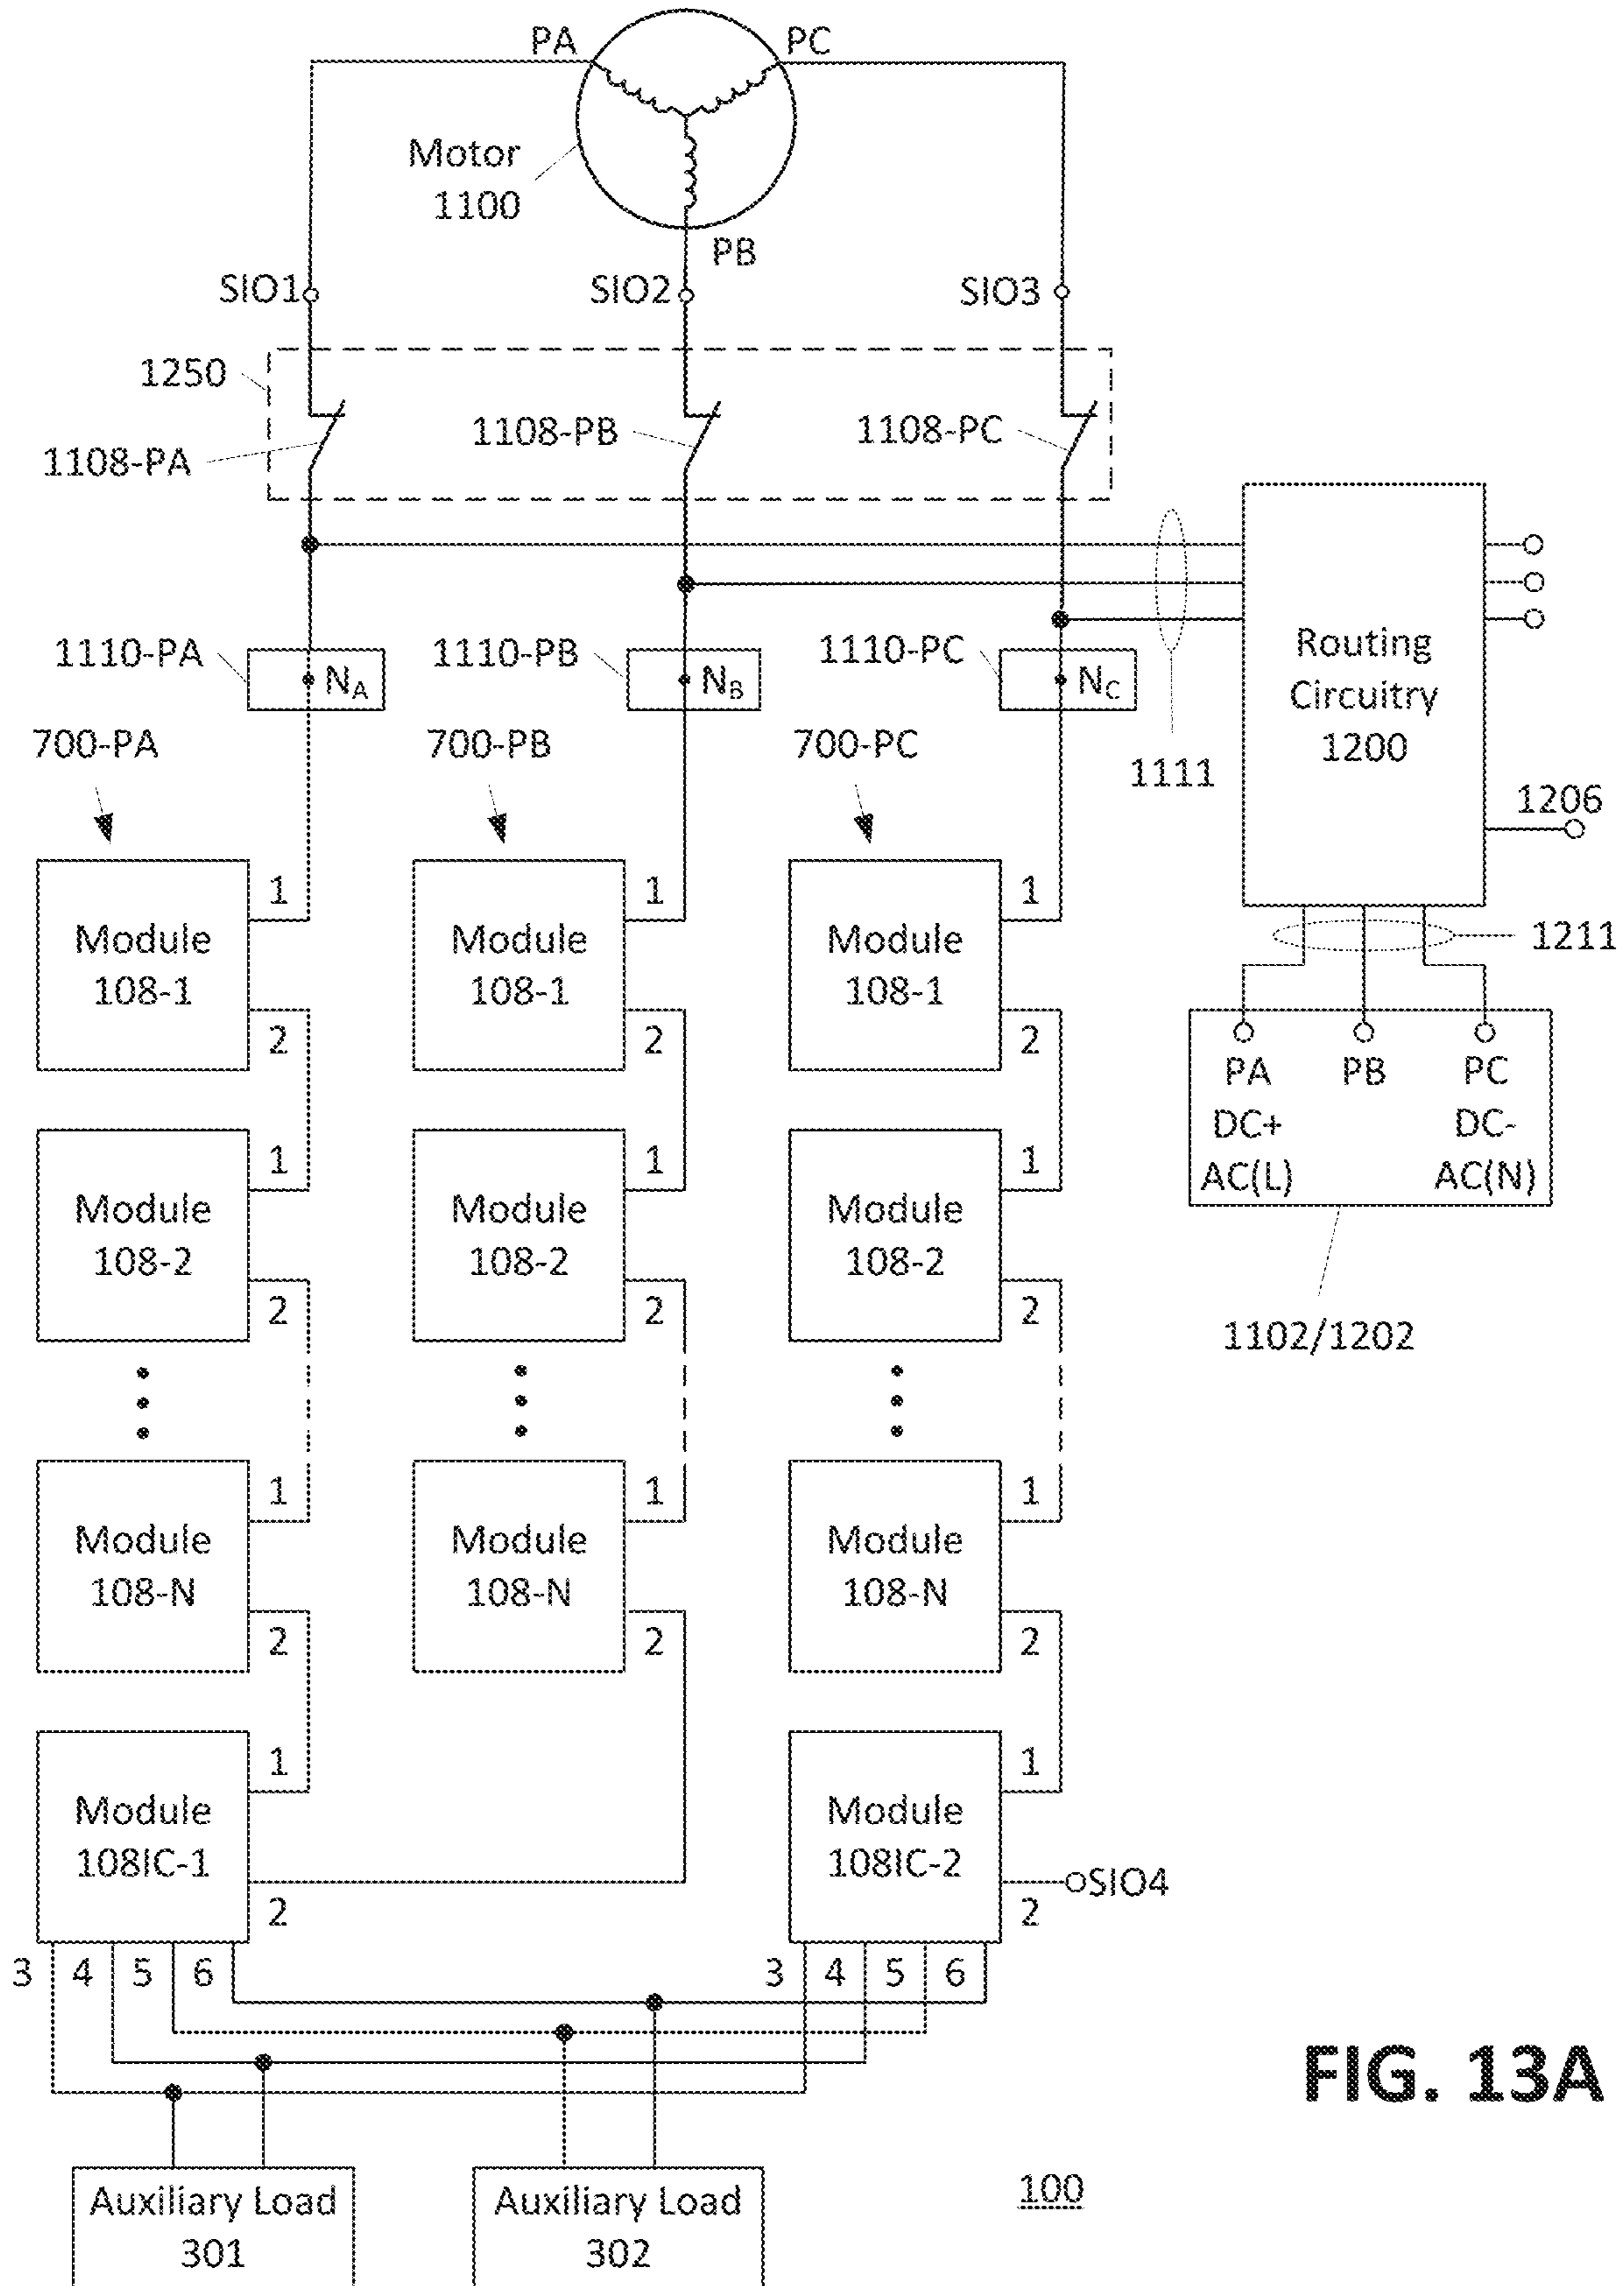 PA
PC
Motor
1100
PB
SIO1
SIO2
SIO3
1250
1108-PA
1108-PB
1108-PC
1110-PA
NA
1110-PB
NB
1110-PC
NC
Routing
Circuitry
1200
1111
1206
1211
700-PA
700-PB
700-PC
Module
108-1
1
2
Module
108-1
1
2
Module
108-1
1
2
PA
PB
PC
DC+
DC-
AC(L)
AC(N)
1102/1202
Module
108-2
1
2
Module
108-2
1
2
Module
108-2
1
2
Module
108-N
1
2
Module
108-N
1
2
Module
108-N
1
2
Module
108IC-1
1
2
3
4
5
6
Module
108IC-2
1
2
SIO4
3
4
5
6
Auxiliary Load
301
Auxiliary Load
302
100
FIG. 13A